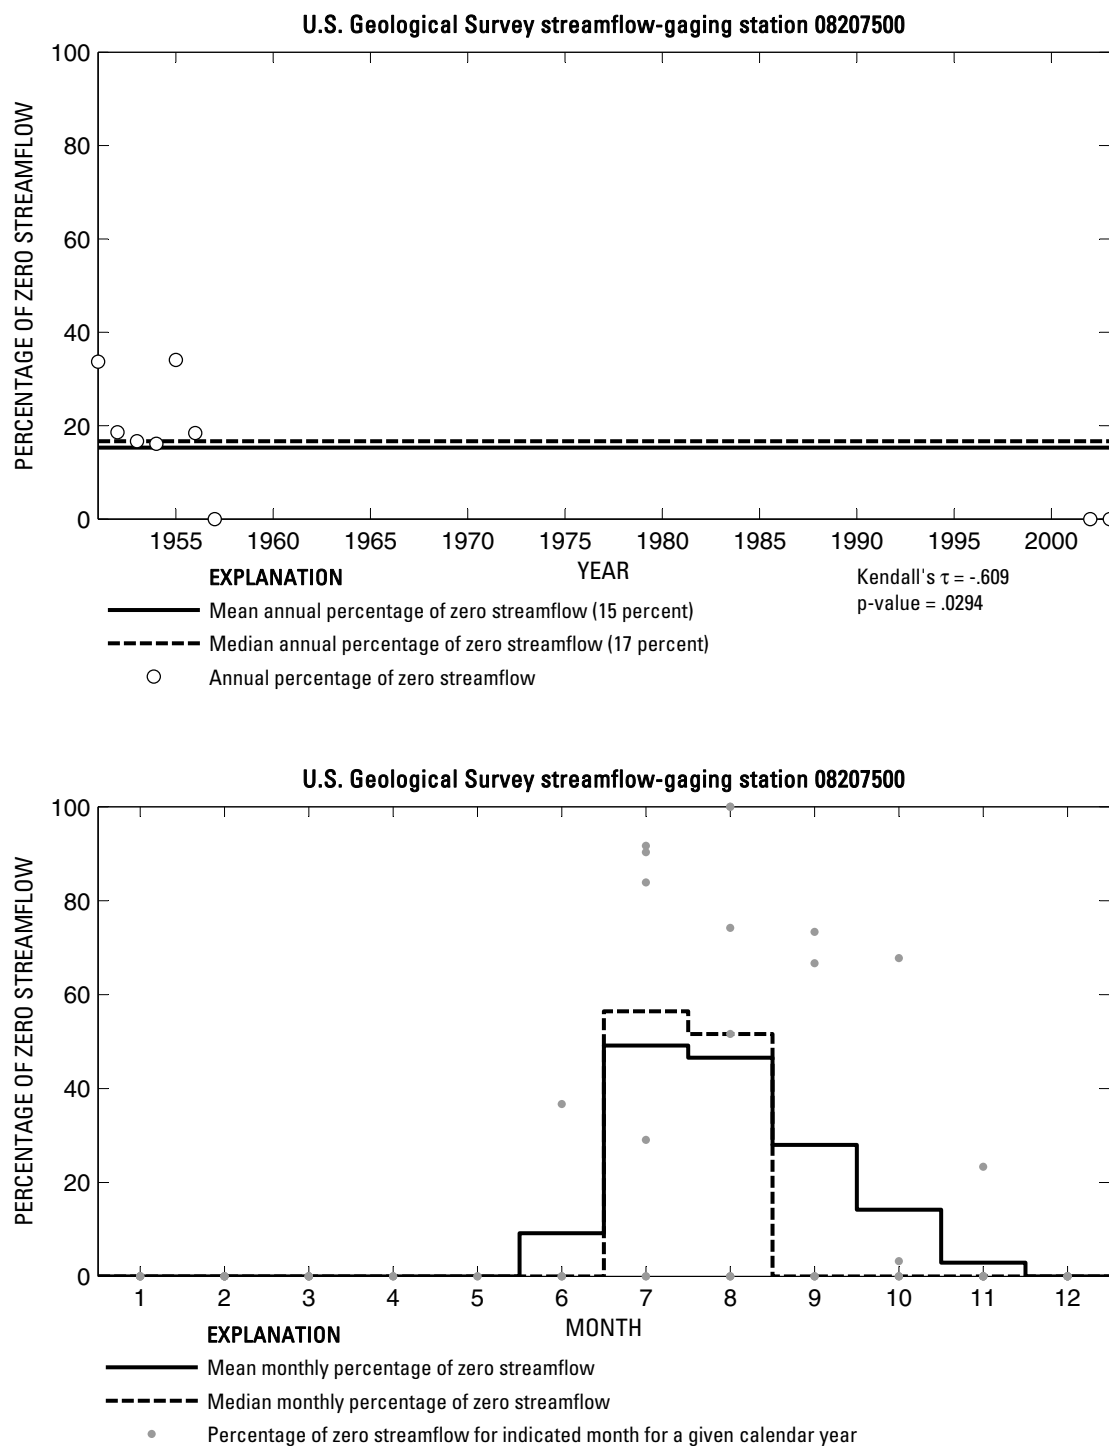 U.S. Geological Survey streamflow-gaging station 08207500
PERCENTAGE OF ZERO STREAMFLOW
100
80
60
40
20
0
1955 1960 1965 1970 1975 1980 1985 1990 1995 2000
YEAR
EXPLANATION
Mean annual percentage of zero streamflow (15 percent)
Median annual percentage of zero streamflow (17 percent)
Annual percentage of zero streamflow
Kendall's τ = -.609
p-value = .0294
U.S. Geological Survey streamflow-gaging station 08207500
PERCENTAGE OF ZERO STREAMFLOW
100
80
60
40
20
0
1 2 3 4 5 6 7 8 9 10 11 12
MONTH
EXPLANATION
Mean monthly percentage of zero streamflow
Median monthly percentage of zero streamflow
Percentage of zero streamflow for indicated month for a given calendar year